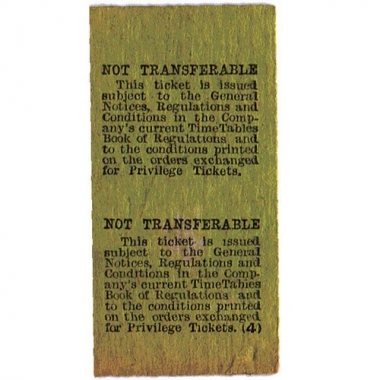 NOT TRANSFERABLE
This ticket is issued
subject to the General
Notices, Regulations and
Conditions in the Comp-
any's current TimeTables
Book of Regulations and
to the conditions printed
on the orders exchanged
for Privilege Tickets.
NOT TRANSFERABLE
This ticket is issued
subject to the General
Notices, Regulations and
Conditions in the Comp-
any's current TimeTables
Book of Regulations and
to the conditions printed
on the orders exchanged
for Privilege Tickets. (4)